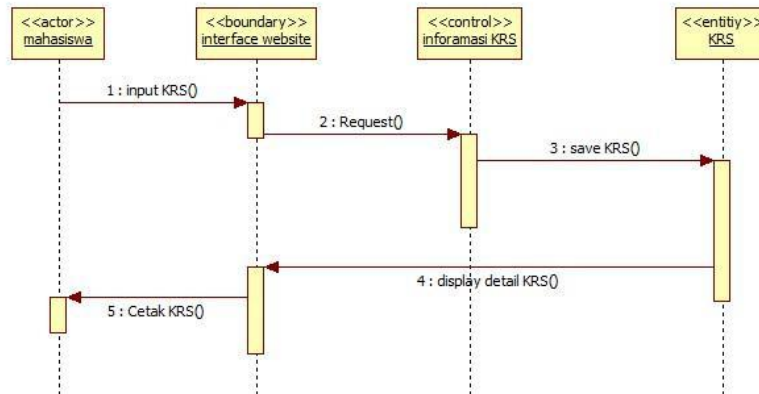 <<actor>>
mahasiswa
<<boundary>>
interface website
<<control>>
inforamasi KRS
<<entitiy>>
KRS
1 : input KRS()
2 : Request()
3 : save KRS()
4 : display detail KRS()
5 : Cetak KRS()